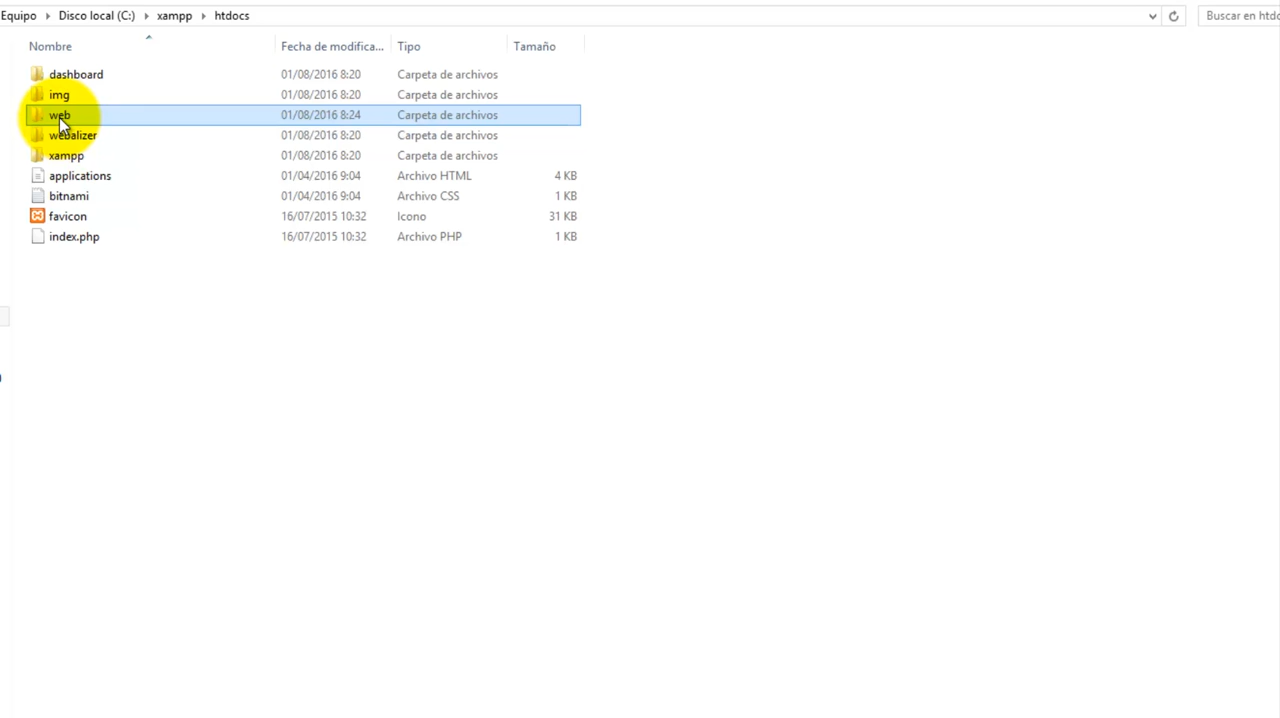 Equipo > Disco local (C:) > xampp > htdocs Buscar en htdo
Nombre Fecha de modifica... Tipo Tamaño
dashboard 01/08/2016 8:20 Carpeta de archivos
img 01/08/2016 8:20 Carpeta de archivos
web 01/08/2016 8:24 Carpeta de archivos
webalizer 01/08/2016 8:20 Carpeta de archivos
xampp 01/08/2016 8:20 Carpeta de archivos
applications 01/04/2016 9:04 Archivo HTML 4 KB
bitnami 01/04/2016 9:04 Archivo CSS 1 KB
favicon 16/07/2015 10:32 Icono 31 KB
index.php 16/07/2015 10:32 Archivo PHP 1 KB